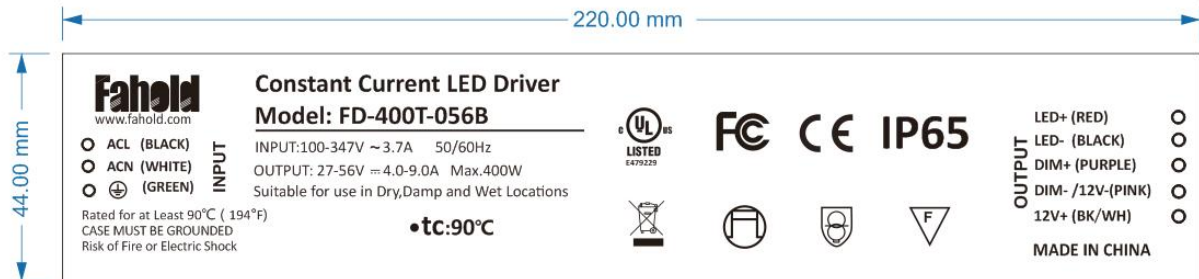 220.00 mm
44.00 mm
Fahold
www.fahold.com
ACL (BLACK)
ACN (WHITE)
(GREEN)
INPUT
Rated for at Least 90℃ ( 194°F)
CASE MUST BE GROUNDED
Risk of Fire or Electric Shock
Constant Current LED Driver
Model: FD-400T-056B
INPUT:100-347V ~3.7A 50/60Hz
OUTPUT: 27-56V ⎓ 4.0-9.0A Max.400W
Suitable for use in Dry,Damp and Wet Locations
•tc:90℃
c UL us
LISTED
E479229
FC
CE
IP65
F
OUTPUT
LED+ (RED)
LED- (BLACK)
DIM+ (PURPLE)
DIM- /12V-(PINK)
12V+ (BK/WH)
MADE IN CHINA